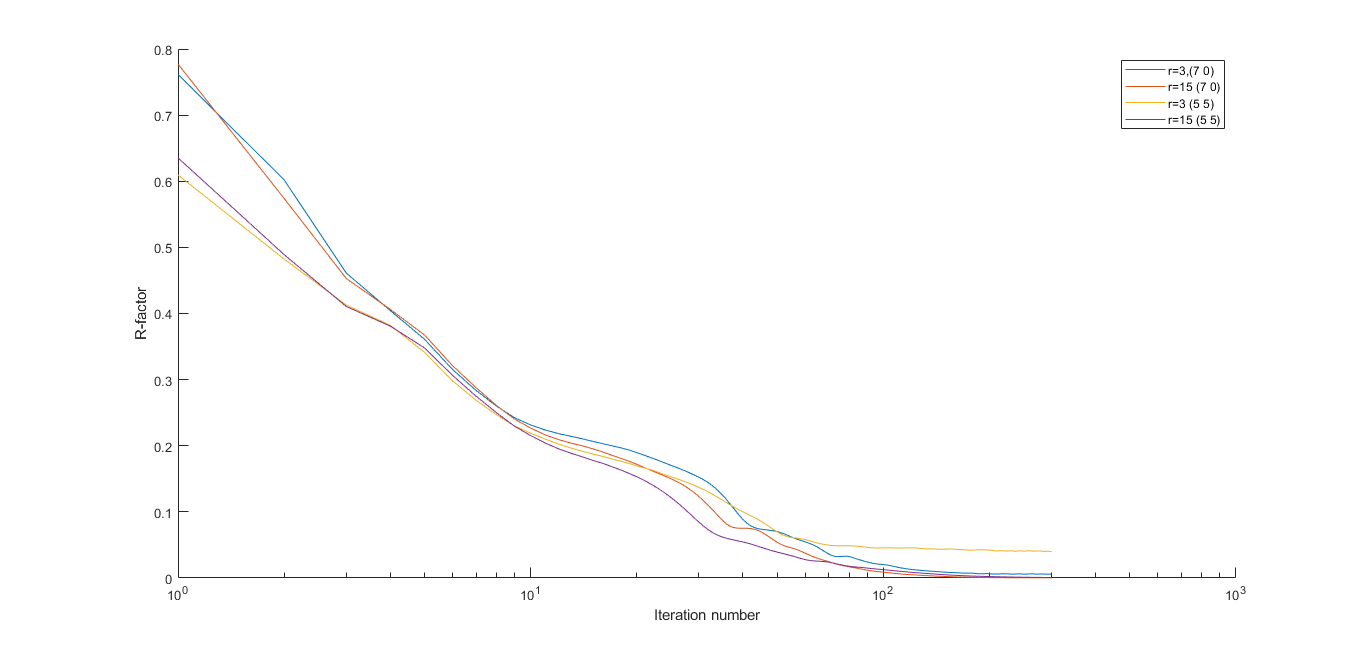 0.8
0.7
0.6
0.5
0.4
0.3
0.2
0.1
0
R-factor
10^0
10^1
10^2
10^3
Iteration number
r=3,(7 0)
r=15 (7 0)
r=3 (5 5)
r=15 (5 5)